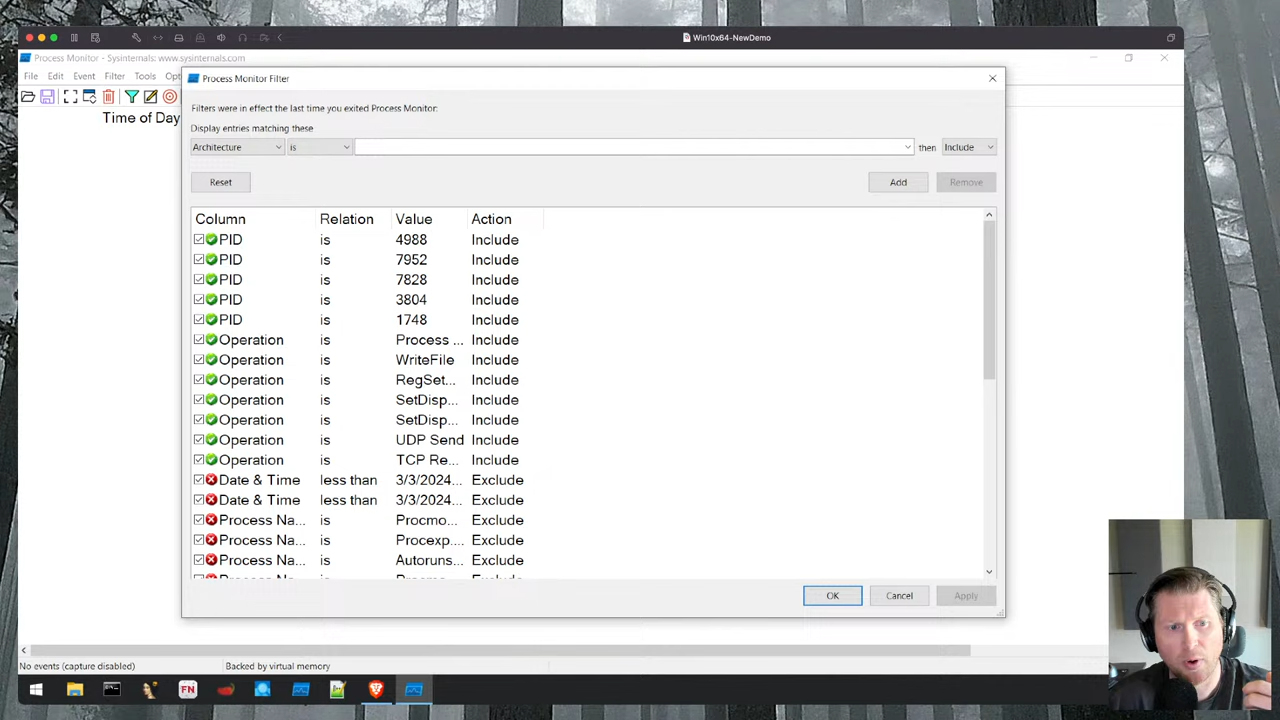 Win10x64-NewDemo
Process Monitor - Sysinternals: www.sysinternals.com
File Edit Event Filter Tools Opt
Time of Day
Process Monitor Filter
Filters were in effect the last time you exited Process Monitor:
Display entries matching these
Architecture is then Include
Reset Add Remove
Column Relation Value Action
PID is 4988 Include
PID is 7952 Include
PID is 7828 Include
PID is 3804 Include
PID is 1748 Include
Operation is Process ... Include
Operation is WriteFile Include
Operation is RegSet... Include
Operation is SetDisp... Include
Operation is SetDisp... Include
Operation is UDP Send Include
Operation is TCP Re... Include
Date & Time less than 3/3/2024... Exclude
Date & Time less than 3/3/2024... Exclude
Process Na... is Procmo... Exclude
Process Na... is Procexp... Exclude
Process Na... is Autoruns... Exclude
OK Cancel Apply
No events (capture disabled) Backed by virtual memory
FN